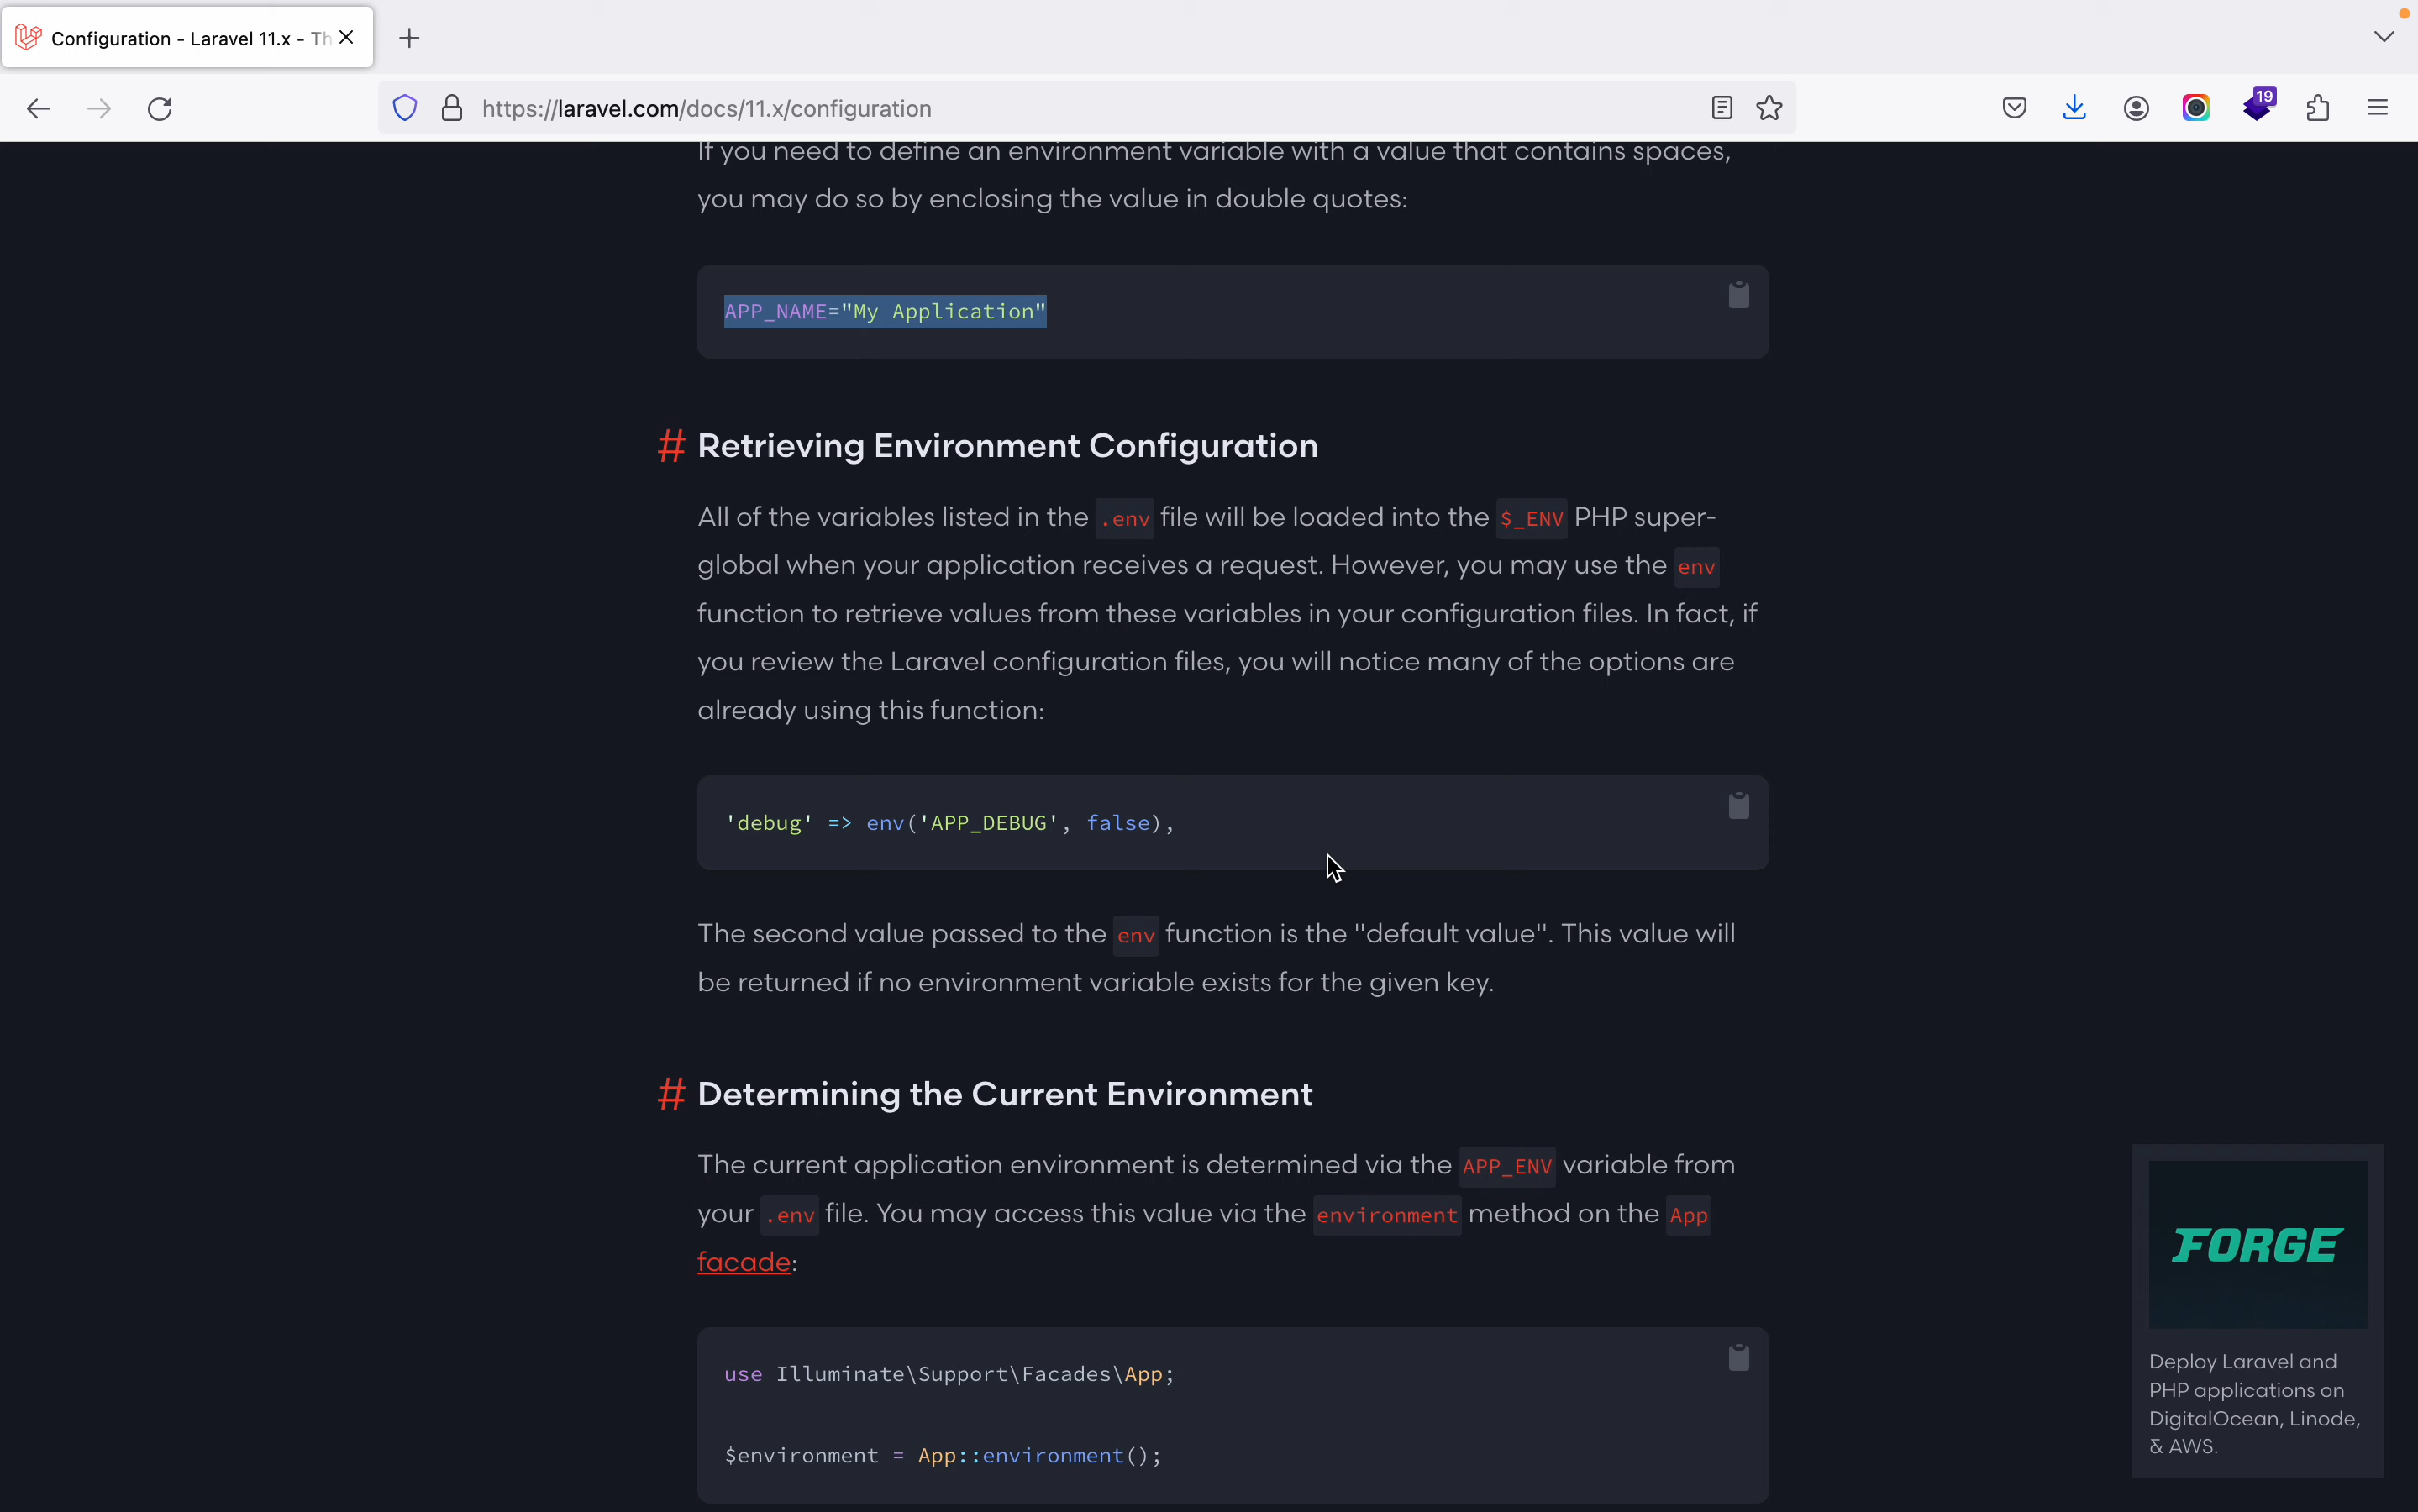 Configuration - Laravel 11.x - Th
https://laravel.com/docs/11.x/configuration
19
If you need to define an environment variable with a value that contains spaces,
you may do so by enclosing the value in double quotes:
APP_NAME="My Application"
# Retrieving Environment Configuration
All of the variables listed in the .env file will be loaded into the $_ENV PHP super-
global when your application receives a request. However, you may use the env
function to retrieve values from these variables in your configuration files. In fact, if
you review the Laravel configuration files, you will notice many of the options are
already using this function:
'debug' => env('APP_DEBUG', false),
The second value passed to the env function is the "default value". This value will
be returned if no environment variable exists for the given key.
# Determining the Current Environment
The current application environment is determined via the APP_ENV variable from
your .env file. You may access this value via the environment method on the App
facade:
use Illuminate\Support\Facades\App;
$environment = App::environment();
FORGE
Deploy Laravel and
PHP applications on
DigitalOcean, Linode,
& AWS.